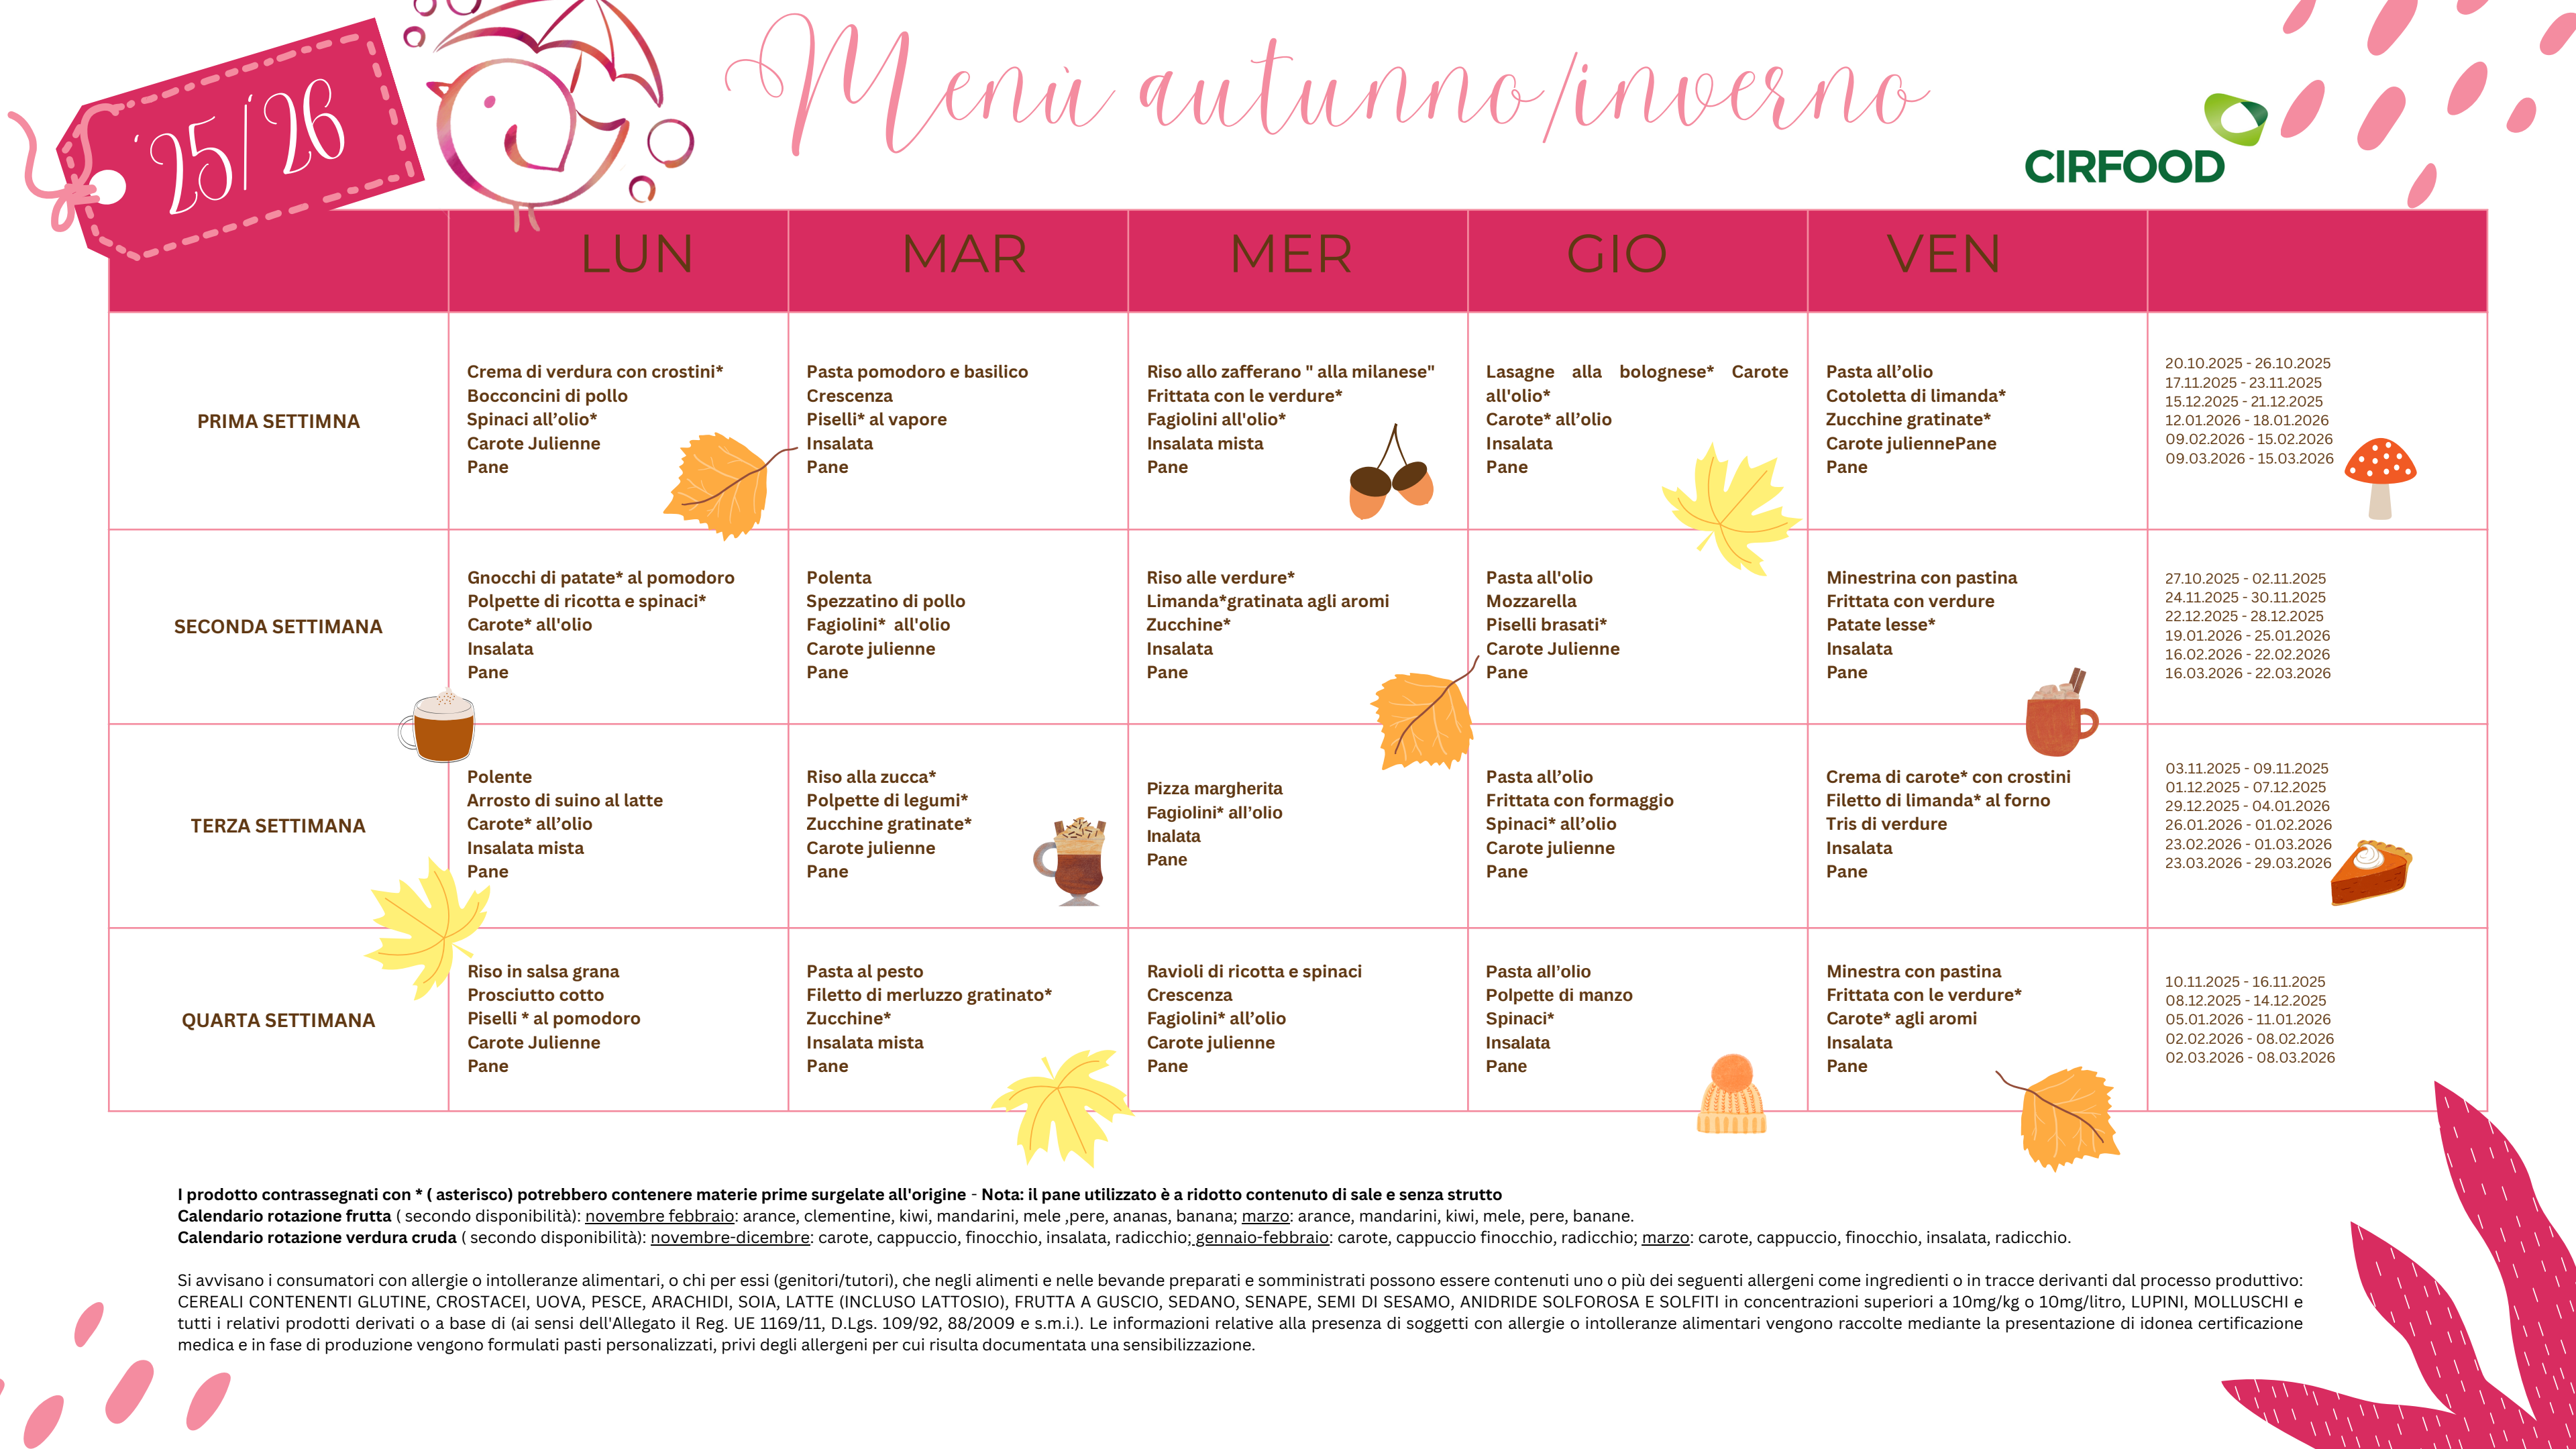 '25/26
Menù autunno/inverno
CIRFOOD
LUN
MAR
MER
GIO
VEN
PRIMA SETTIMNA
Crema di verdura con crostini*
Bocconcini di pollo
Spinaci all’olio*
Carote Julienne
Pane
Pasta pomodoro e basilico
Crescenza
Piselli* al vapore
Insalata
Pane
Riso allo zafferano " alla milanese"
Frittata con le verdure*
Fagiolini all'olio*
Insalata mista
Pane
Lasagne alla bolognese* Carote
all'olio*
Carote* all’olio
Insalata
Pane
Pasta all’olio
Cotoletta di limanda*
Zucchine gratinate*
Carote juliennePane
Pane
20.10.2025 - 26.10.2025
17.11.2025 - 23.11.2025
15.12.2025 - 21.12.2025
12.01.2026 - 18.01.2026
09.02.2026 - 15.02.2026
09.03.2026 - 15.03.2026
SECONDA SETTIMANA
Gnocchi di patate* al pomodoro
Polpette di ricotta e spinaci*
Carote* all'olio
Insalata
Pane
Polenta
Spezzatino di pollo
Fagiolini* all'olio
Carote julienne
Pane
Riso alle verdure*
Limanda*gratinata agli aromi
Zucchine*
Insalata
Pane
Pasta all'olio
Mozzarella
Piselli brasati*
Carote Julienne
Pane
Minestrina con pastina
Frittata con verdure
Patate lesse*
Insalata
Pane
27.10.2025 - 02.11.2025
24.11.2025 - 30.11.2025
22.12.2025 - 28.12.2025
19.01.2026 - 25.01.2026
16.02.2026 - 22.02.2026
16.03.2026 - 22.03.2026
TERZA SETTIMANA
Polente
Arrosto di suino al latte
Carote* all’olio
Insalata mista
Pane
Riso alla zucca*
Polpette di legumi*
Zucchine gratinate*
Carote julienne
Pane
Pizza margherita
Fagiolini* all’olio
Inalata
Pane
Pasta all’olio
Frittata con formaggio
Spinaci* all’olio
Carote julienne
Pane
Crema di carote* con crostini
Filetto di limanda* al forno
Tris di verdure
Insalata
Pane
03.11.2025 - 09.11.2025
01.12.2025 - 07.12.2025
29.12.2025 - 04.01.2026
26.01.2026 - 01.02.2026
23.02.2026 - 01.03.2026
23.03.2026 - 29.03.2026
QUARTA SETTIMANA
Riso in salsa grana
Prosciutto cotto
Piselli * al pomodoro
Carote Julienne
Pane
Pasta al pesto
Filetto di merluzzo gratinato*
Zucchine*
Insalata mista
Pane
Ravioli di ricotta e spinaci
Crescenza
Fagiolini* all’olio
Carote julienne
Pane
Pasta all’olio
Polpette di manzo
Spinaci*
Insalata
Pane
Minestra con pastina
Frittata con le verdure*
Carote* agli aromi
Insalata
Pane
10.11.2025 - 16.11.2025
08.12.2025 - 14.12.2025
05.01.2026 - 11.01.2026
02.02.2026 - 08.02.2026
02.03.2026 - 08.03.2026
I prodotto contrassegnati con * ( asterisco) potrebbero contenere materie prime surgelate all'origine - Nota: il pane utilizzato è a ridotto contenuto di sale e senza strutto
Calendario rotazione frutta ( secondo disponibilità): novembre febbraio: arance, clementine, kiwi, mandarini, mele ,pere, ananas, banana; marzo: arance, mandarini, kiwi, mele, pere, banane.
Calendario rotazione verdura cruda ( secondo disponibilità): novembre-dicembre: carote, cappuccio, finocchio, insalata, radicchio; gennaio-febbraio: carote, cappuccio finocchio, radicchio; marzo: carote, cappuccio, finocchio, insalata, radicchio.
Si avvisano i consumatori con allergie o intolleranze alimentari, o chi per essi (genitori/tutori), che negli alimenti e nelle bevande preparati e somministrati possono essere contenuti uno o più dei seguenti allergeni come ingredienti o in tracce derivanti dal processo produttivo:
CEREALI CONTENENTI GLUTINE, CROSTACEI, UOVA, PESCE, ARACHIDI, SOIA, LATTE (INCLUSO LATTOSIO), FRUTTA A GUSCIO, SEDANO, SENAPE, SEMI DI SESAMO, ANIDRIDE SOLFOROSA E SOLFITI in concentrazioni superiori a 10mg/kg o 10mg/litro, LUPINI, MOLLUSCHI e
tutti i relativi prodotti derivati o a base di (ai sensi dell'Allegato il Reg. UE 1169/11, D.Lgs. 109/92, 88/2009 e s.m.i.). Le informazioni relative alla presenza di soggetti con allergie o intolleranze alimentari vengono raccolte mediante la presentazione di idonea certificazione
medica e in fase di produzione vengono formulati pasti personalizzati, privi degli allergeni per cui risulta documentata una sensibilizzazione.